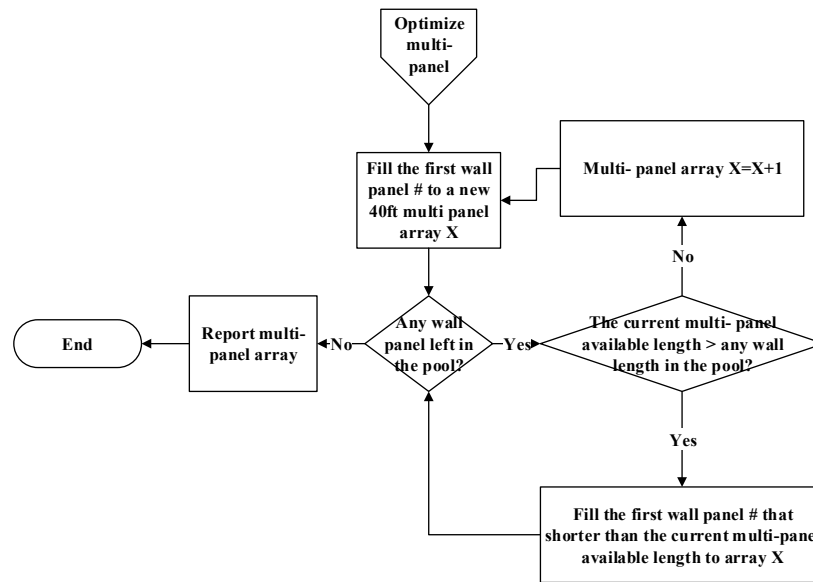 Optimize
multi-
panel
Fill the first wall
panel # to a new
40ft multi panel
array X
Multi- panel array X=X+1
No
End
Report multi-
panel array
No
Any wall
panel left in
the pool?
Yes
The current multi- panel
available length > any wall
length in the pool?
Yes
Fill the first wall panel # that
shorter than the current multi-panel
available length to array X